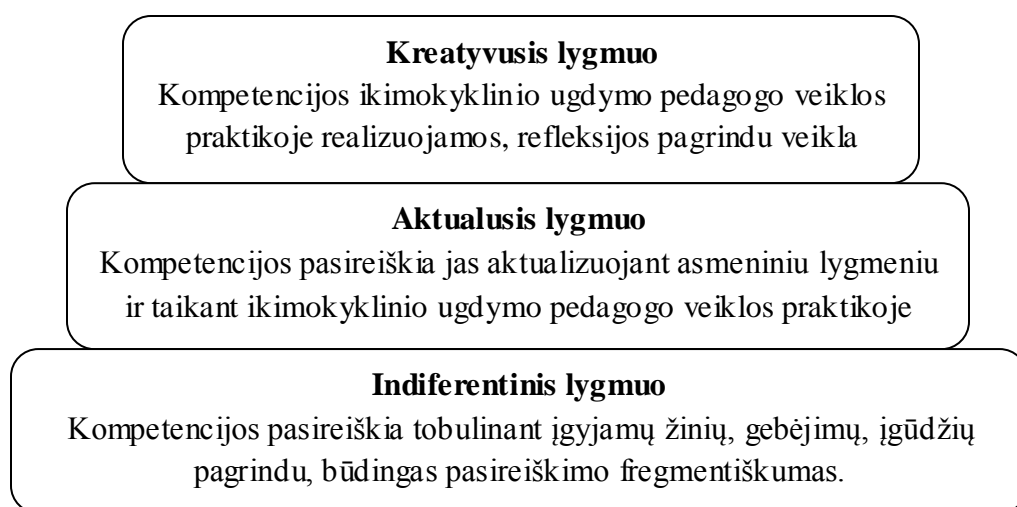 Kreatyvusis lygmuo
Kompetencijos ikimokyklinio ugdymo pedagogo veiklos
praktikoje realizuojamos, refleksijos pagrindu veikla
Aktualusis lygmuo
Kompetencijos pasireiškia jas aktualizuojant asmeniniu lygmeniu
ir taikant ikimokyklinio ugdymo pedagogo veiklos praktikoje
Indiferentinis lygmuo
Kompetencijos pasireiškia tobulinant įgyjamų žinių, gebėjimų, įgūdžių
pagrindu, būdingas pasireiškimo fregmentiškumas.